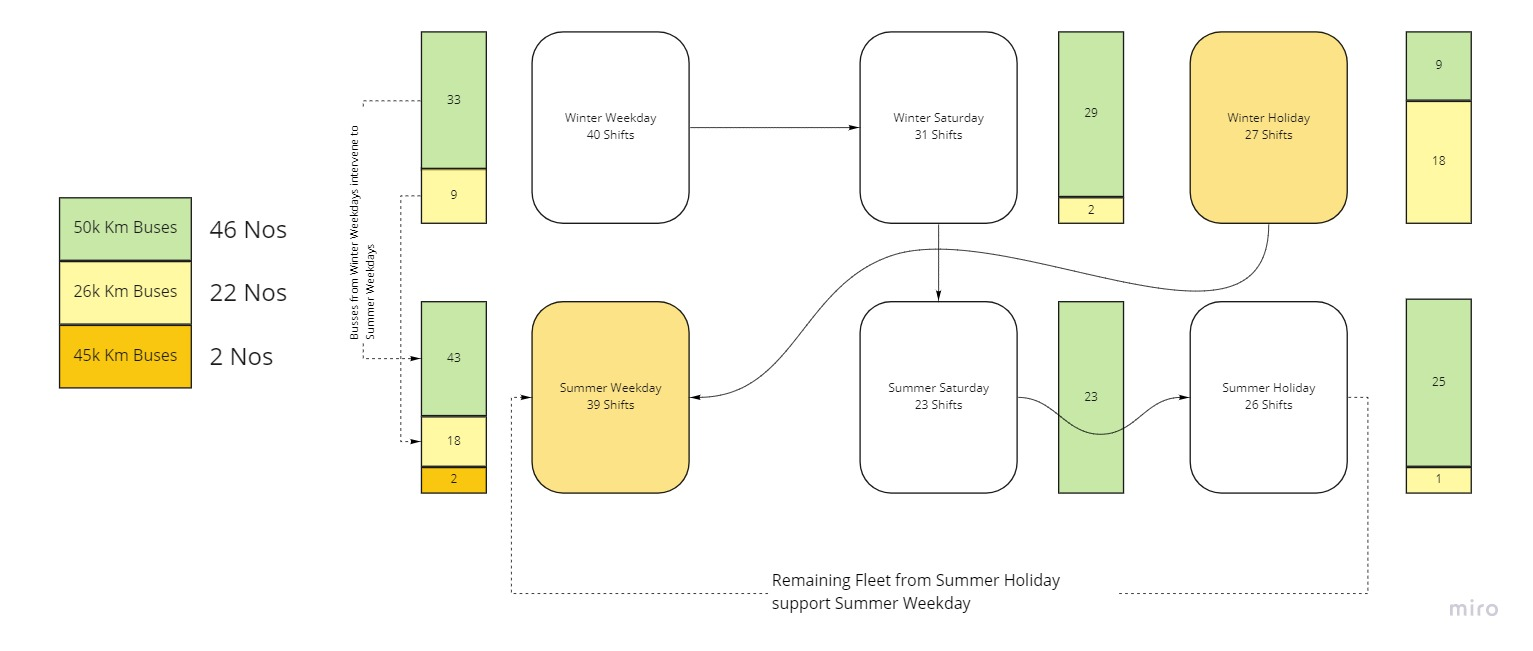 50k Km Buses
46 Nos
26k Km Buses
22 Nos
45k Km Buses
2 Nos
Busses from Winter Weekdays intervene to
Summer Weekdays
33
9
Winter Weekday
40 Shifts
Winter Saturday
31 Shifts
29
2
Winter Holiday
27 Shifts
9
18
43
18
2
Summer Weekday
39 Shifts
Summer Saturday
23 Shifts
23
Summer Holiday
26 Shifts
25
1
Remaining Fleet from Summer Holiday
support Summer Weekday
miro